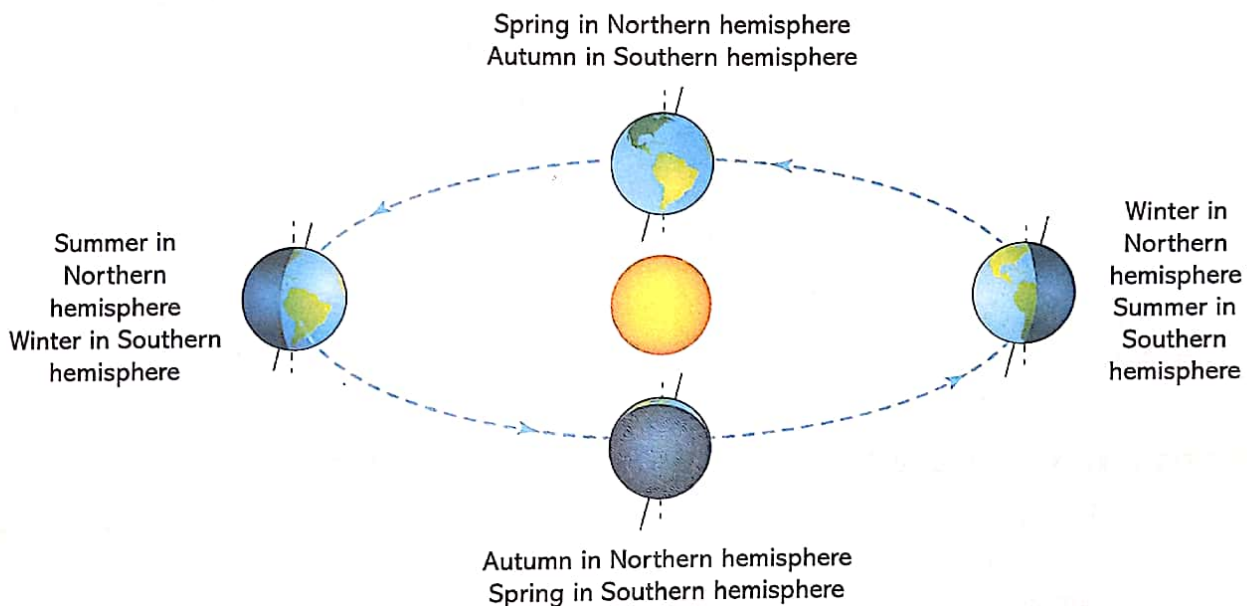 Spring in Northern hemisphere
Autumn in Southern hemisphere
Summer in
Northern
hemisphere
Winter in Southern
hemisphere
Winter in
Northern
hemisphere
Summer in
Southern
hemisphere
Autumn in Northern hemisphere
Spring in Southern hemisphere